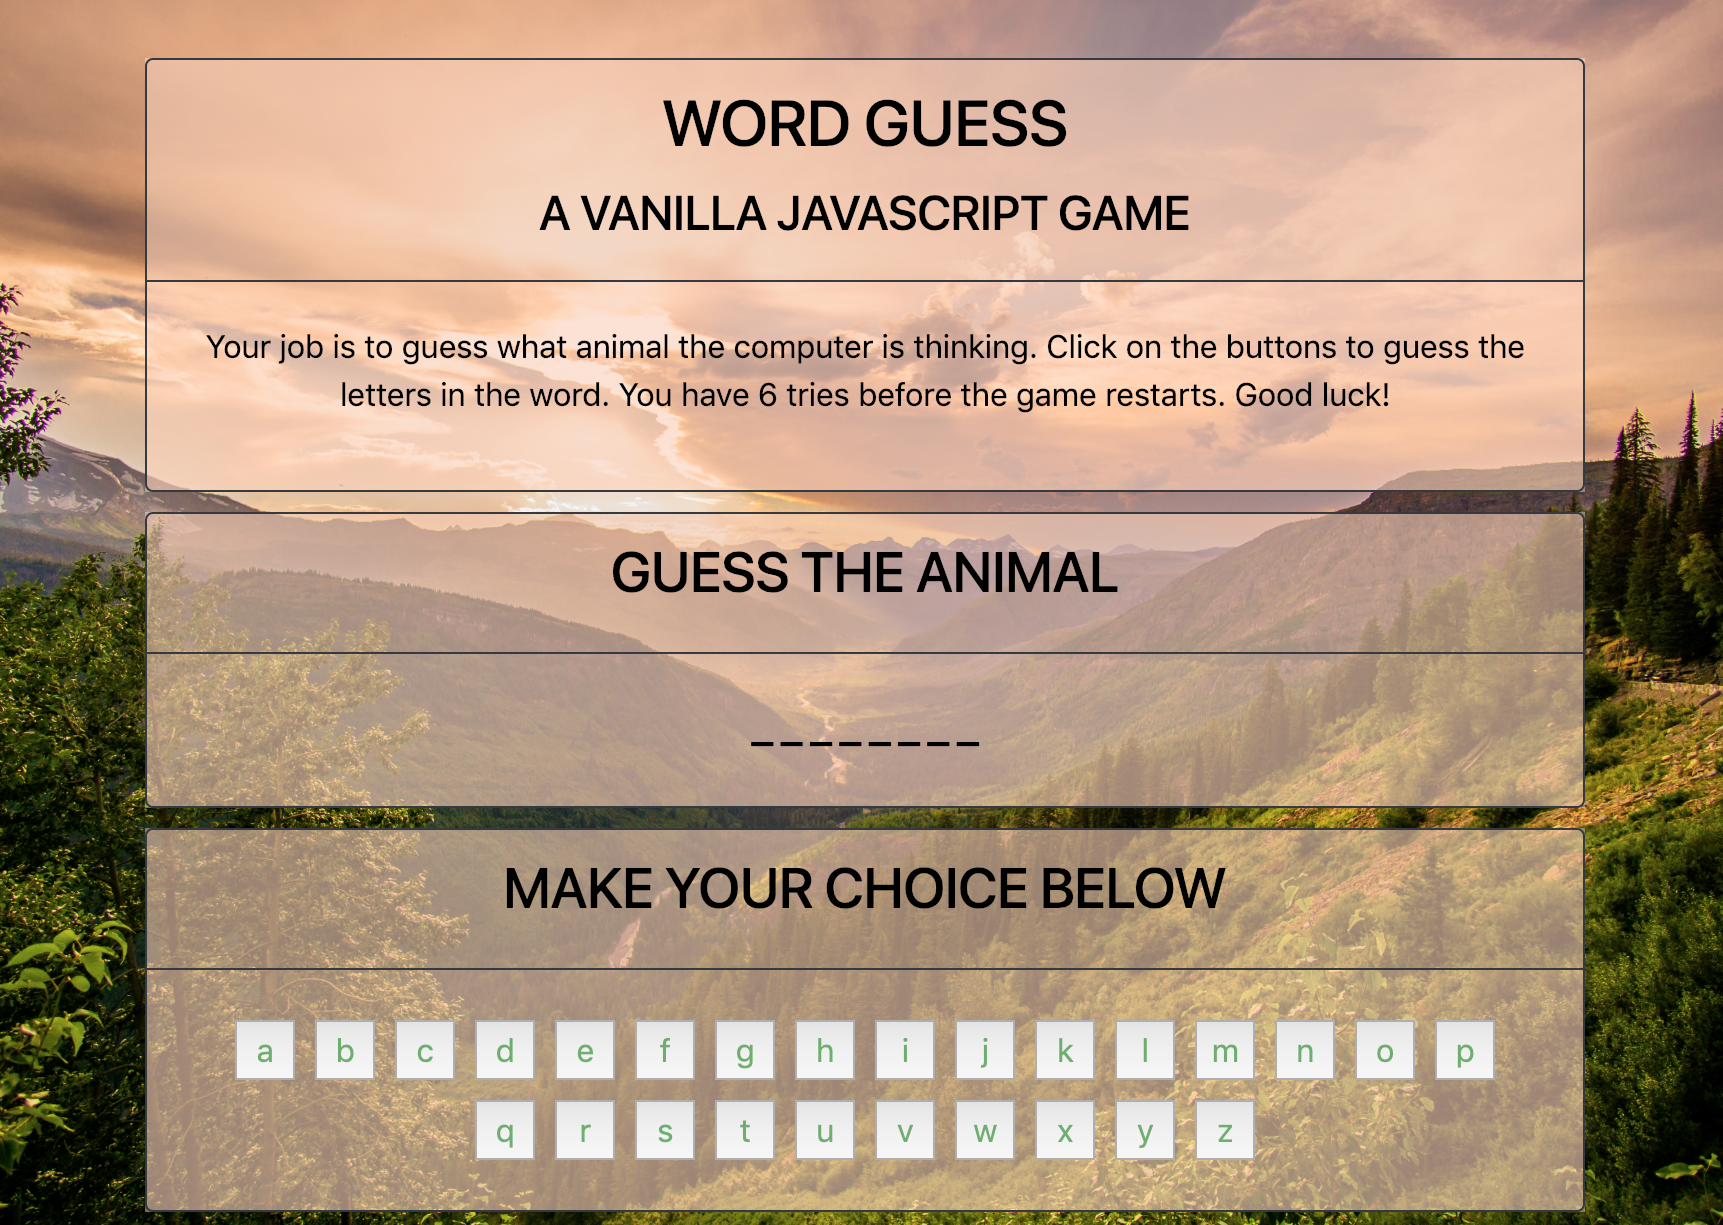 WORD GUESS
A VANILLA JAVASCRIPT GAME
Your job is to guess what animal the computer is thinking. Click on the buttons to guess the
letters in the word. You have 6 tries before the game restarts. Good luck!
GUESS THE ANIMAL
_ _ _ _ _ _ _ _
MAKE YOUR CHOICE BELOW
a b c d e f g h i j k l m n o p
q r s t u v w x y z